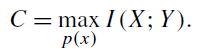 C = max I (X; Y).
p(x)